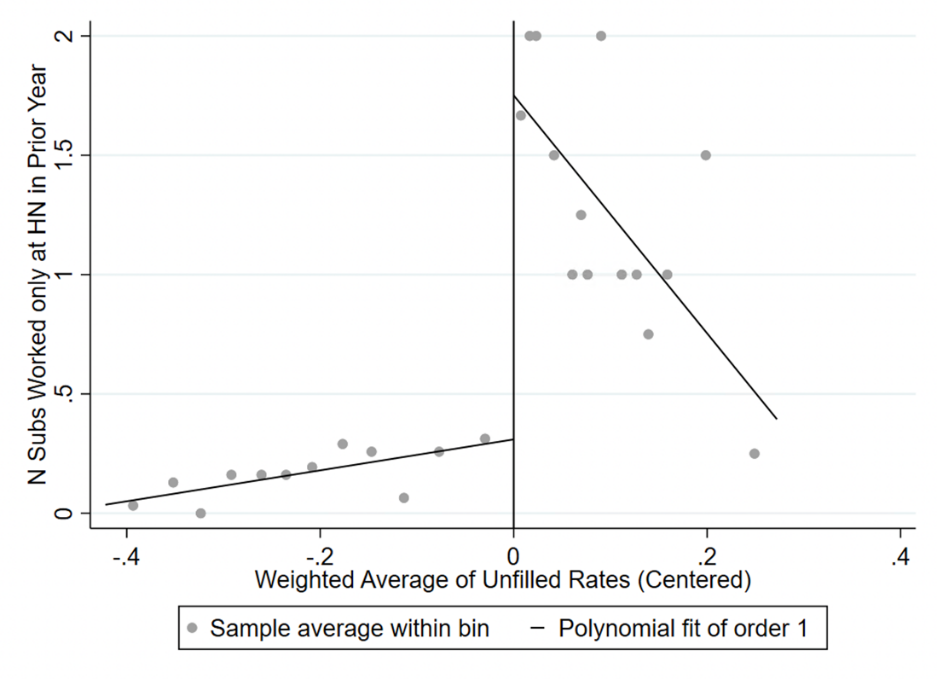 N Subs Worked only at HN in Prior Year
2
1.5
1
.5
0
-.4
-.2
0
.2
.4
Weighted Average of Unfilled Rates (Centered)
Sample average within bin
Polynomial fit of order 1